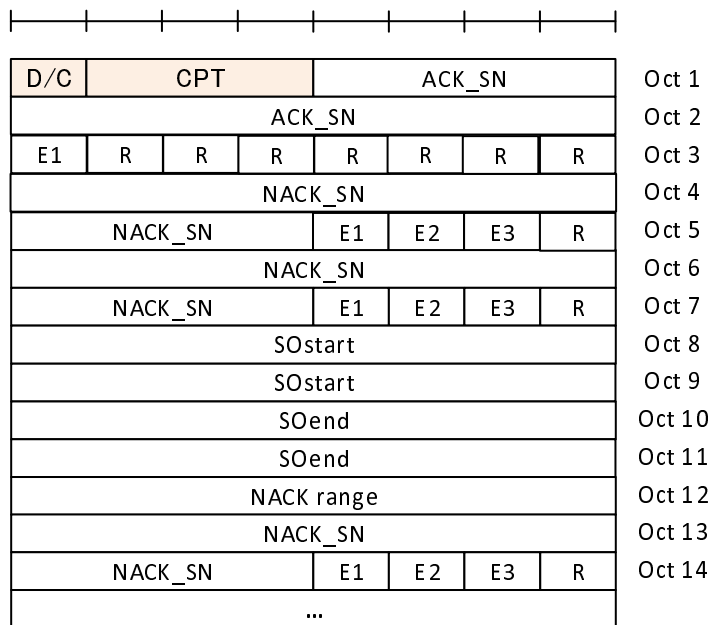 D/C CPT ACK_SN Oct 1
ACK_SN Oct 2
E1 R R R R R R R Oct 3
NACK_SN Oct 4
NACK_SN E1 E2 E3 R Oct 5
NACK_SN Oct 6
NACK_SN E1 E2 E3 R Oct 7
SOstart Oct 8
SOstart Oct 9
SOend Oct 10
SOend Oct 11
NACK range Oct 12
NACK_SN Oct 13
NACK_SN E1 E2 E3 R Oct 14
...